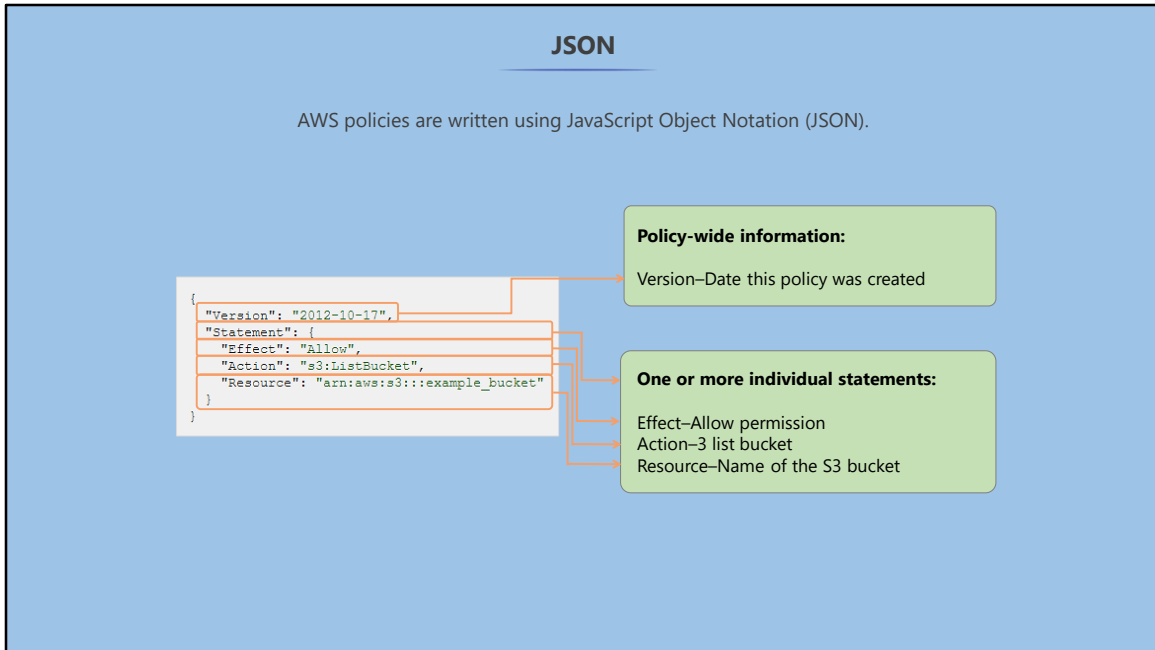 JSON
AWS policies are written using JavaScript Object Notation (JSON).
{
"Version": "2012-10-17",
"Statement": {
"Effect": "Allow",
"Action": "s3:ListBucket",
"Resource": "arn:aws:s3:::example_bucket"
}
}
Policy-wide information:
Version–Date this policy was created
One or more individual statements:
Effect–Allow permission
Action–3 list bucket
Resource–Name of the S3 bucket